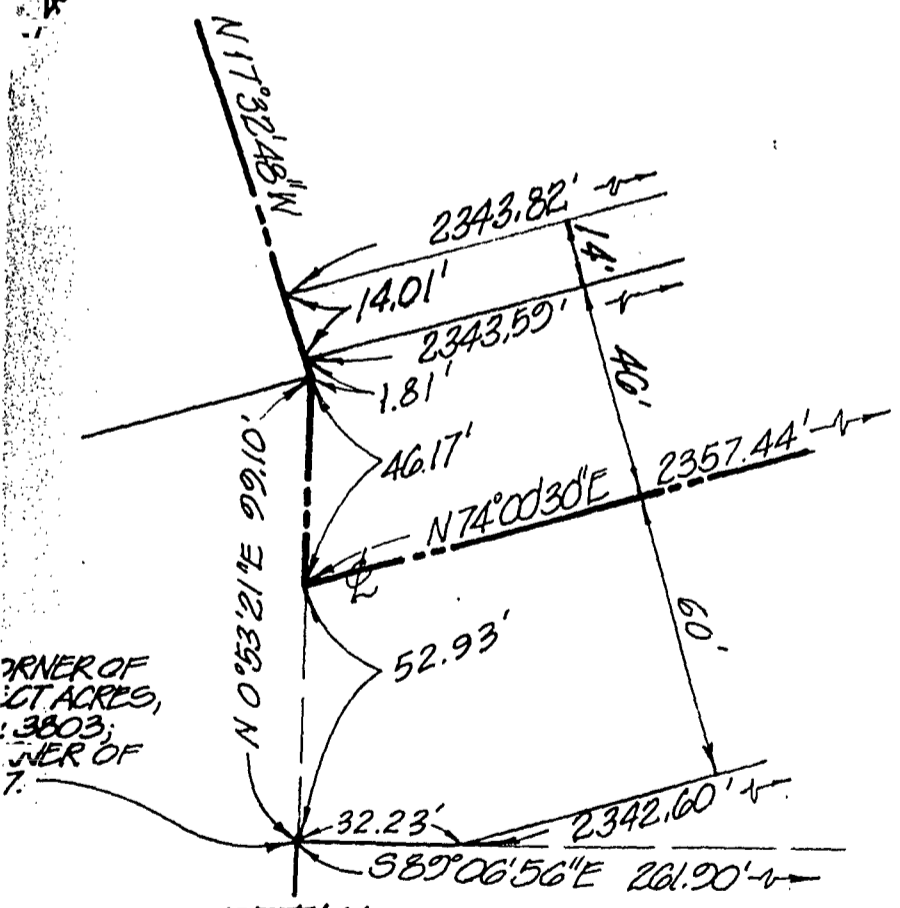 N 17°32'48"W
2343.82'
14'
14.01'
2343.59'
1.81'
46'
46.17'
N 0°53'21"E 99.10'
2357.44'
N 74°00'30"E
℄
60'
52.93'
ORNER OF
ECT ACRES,
3803;
NER OF
7.
32.23'
2342.60'
S89°06'56"E 261.90'